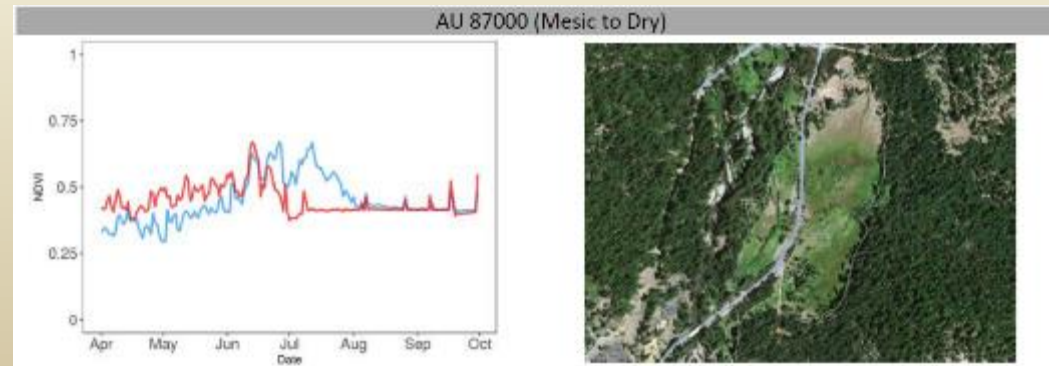 AU 87000 (Mesic to Dry)
1
0.75
0.5
0.25
0
NDVI
Apr May Jun Jul Aug Sep Oct
Date